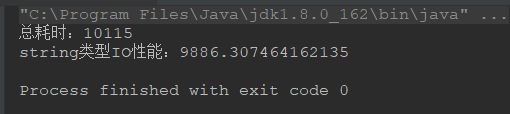 "C:\Program Files\Java\jdk1.8.0_162\bin\java" ...
总耗时：10115
string类型IO性能：9886.307464162135
Process finished with exit code 0